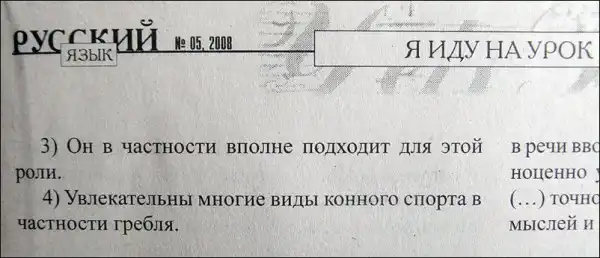 РУССКИЙ
ЯЗЫК
№ 05, 2008
Я ИДУ НА УРОК
3) Он в частности вполне подходит для этой
роли.
4) Увлекательны многие виды конного спорта в
частности гребля.
в речи
ноценно
(…) точно
мыслей и